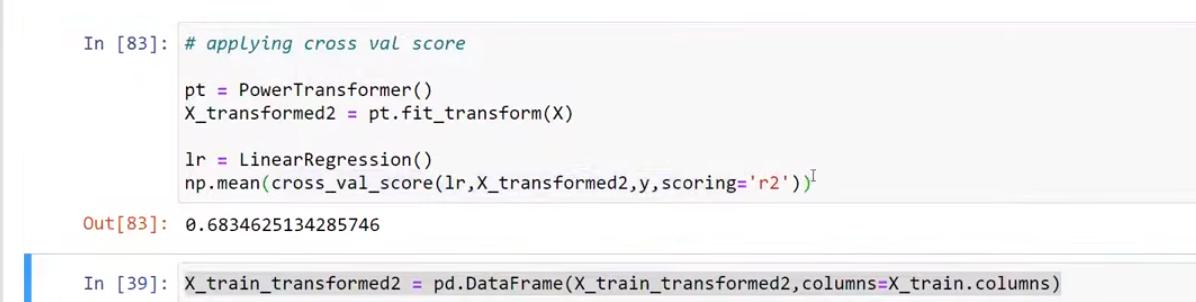 In [83]: # applying cross val score
pt = PowerTransformer()
X_transformed2 = pt.fit_transform(X)
lr = LinearRegression()
np.mean(cross_val_score(lr,X_transformed2,y,scoring='r2'))
Out[83]: 0.6834625134285746
In [39]: X_train_transformed2 = pd.DataFrame(X_train_transformed2,columns=X_train.columns)